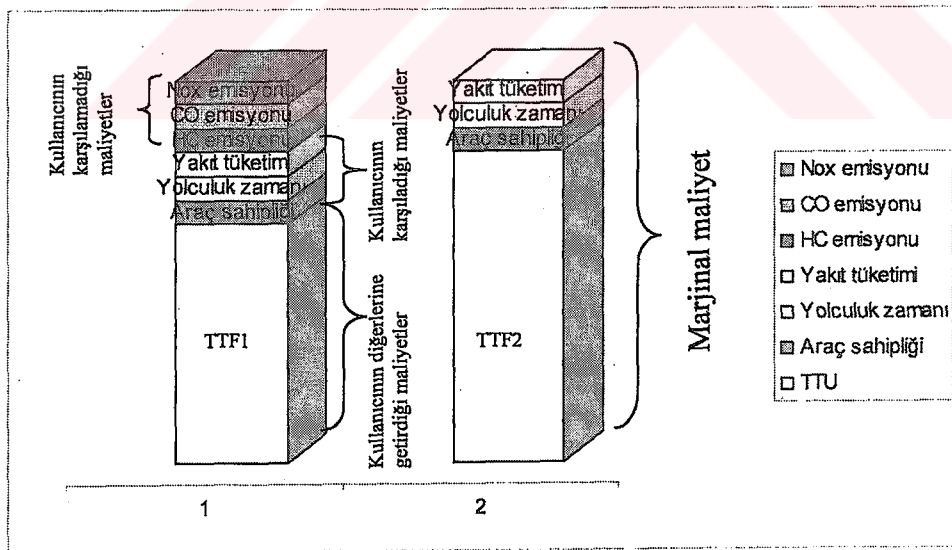 Kullanıcının
karşılamadığı
maliyetler
Nox emisyonu
CO emisyonu
HC emisyonu
Yakıt tüketim
Yolculuk zamanı
Araç sahipliği
TTF1
Kullanıcının
karşıladığı maliyetler
Kullanıcının diğerlerine
getirdiği maliyetler
Yakıt tüketim
Yolculuk zamanı
Araç sahipliği
TTF2
Marjinal maliyet
Nox emisyonu
CO emisyonu
HC emisyonu
Yakıt tüketimi
Yolculuk zamanı
Araç sahipliği
TTU
1
2